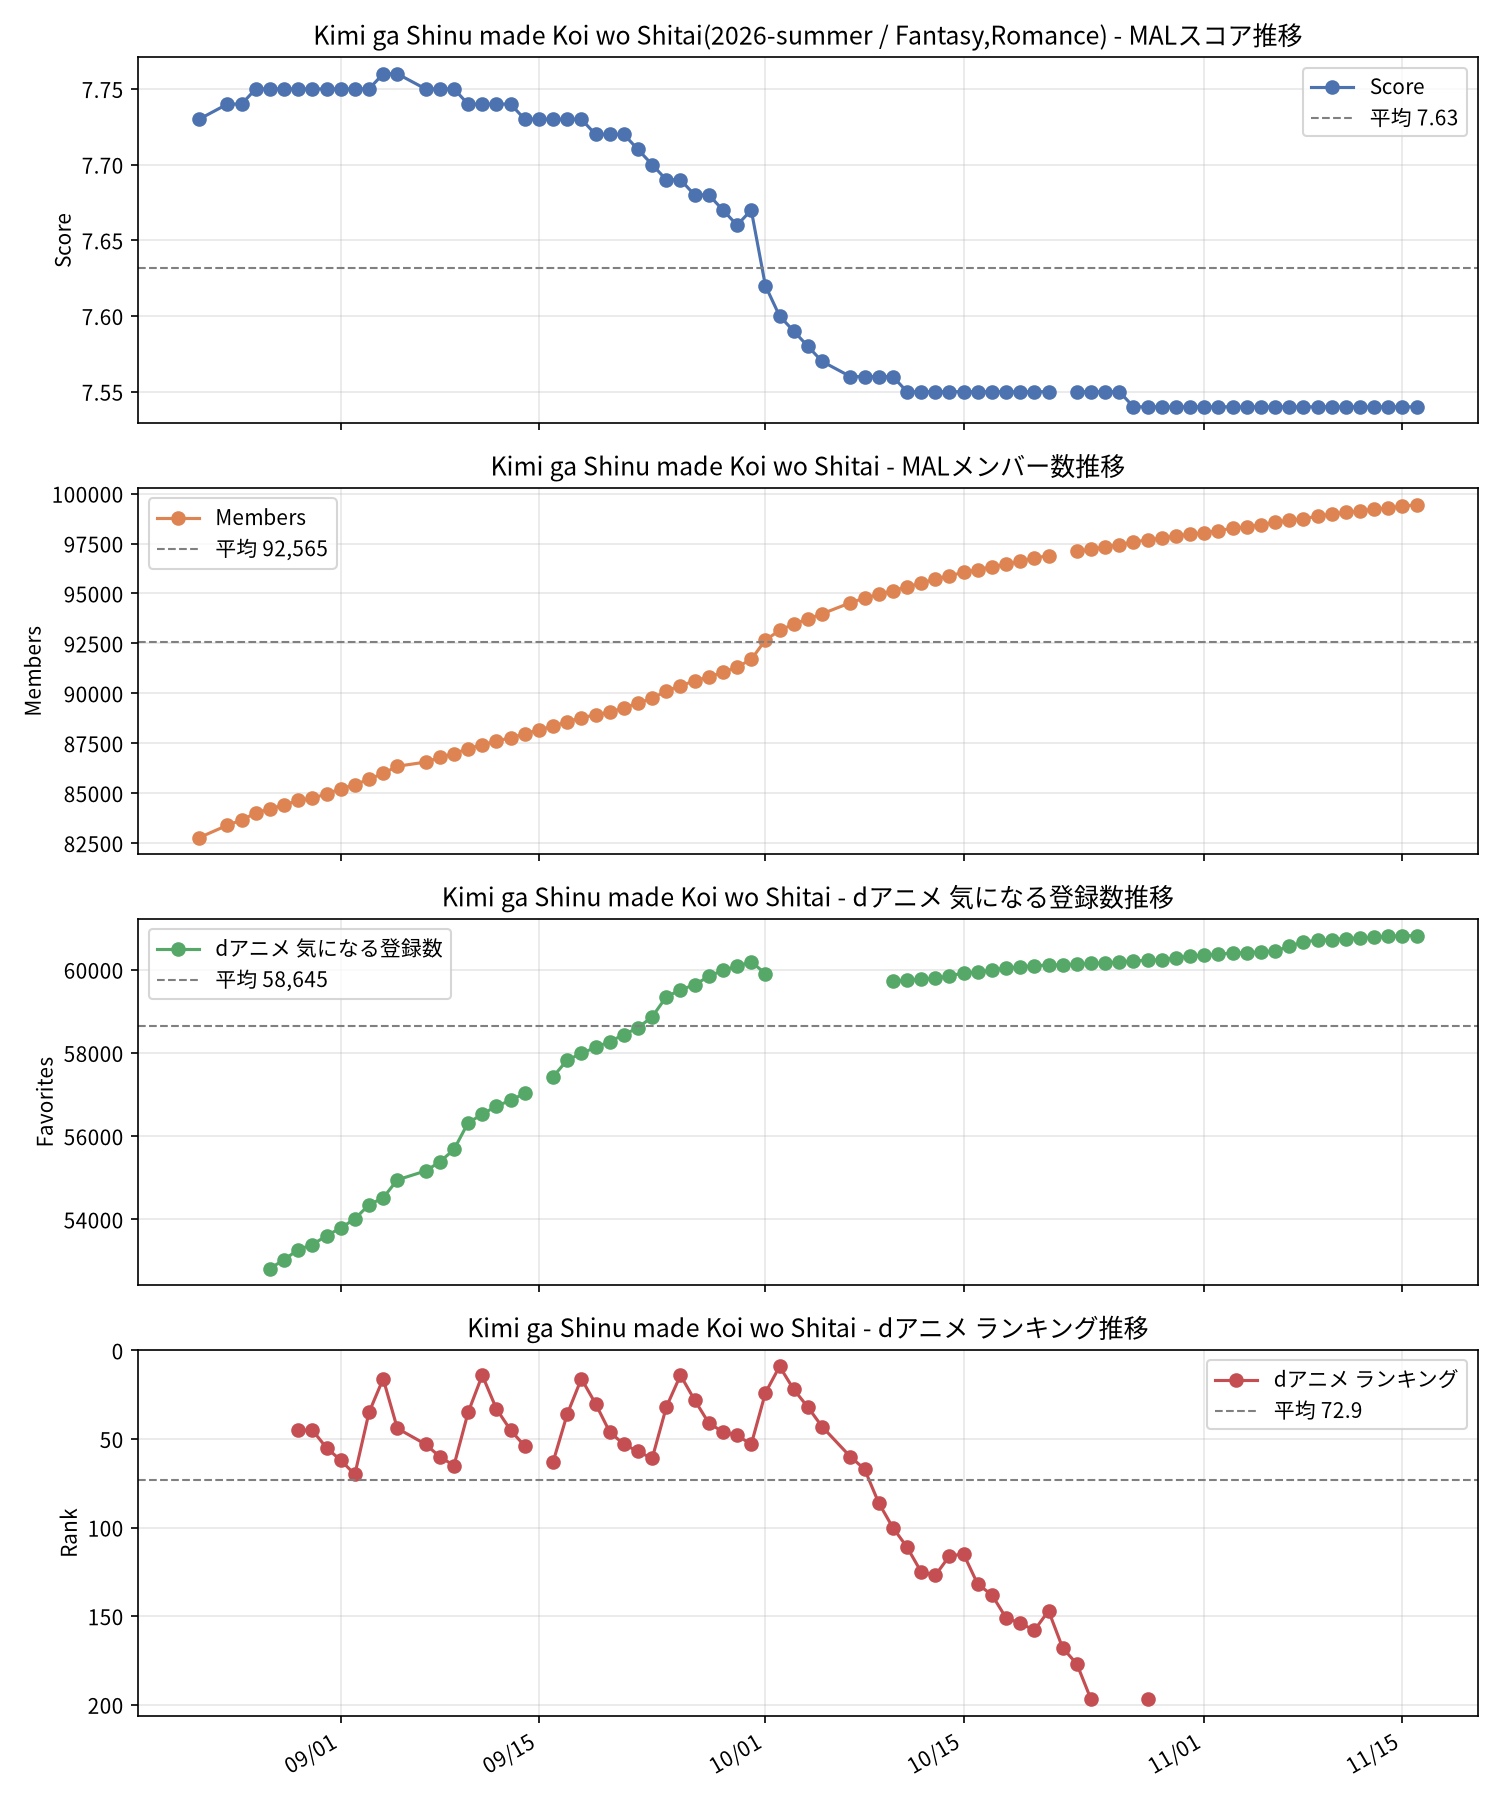 Kimi ga Shinu made Koi wo Shitai(2026-summer / Fantasy,Romance) - MALスコア推移
Score
平均 7.63
7.75
7.70
7.65
7.60
7.55
Score
Kimi ga Shinu made Koi wo Shitai - MALメンバー数推移
Members
平均 92,565
100000
97500
95000
92500
90000
87500
85000
82500
Members
Kimi ga Shinu made Koi wo Shitai - dアニメ 気になる登録数推移
dアニメ 気になる登録数
平均 58,645
60000
58000
56000
54000
Favorites
Kimi ga Shinu made Koi wo Shitai - dアニメ ランキング推移
dアニメ ランキング
平均 72.9
0
50
100
150
200
Rank
09/01
09/15
10/01
10/15
11/01
11/15